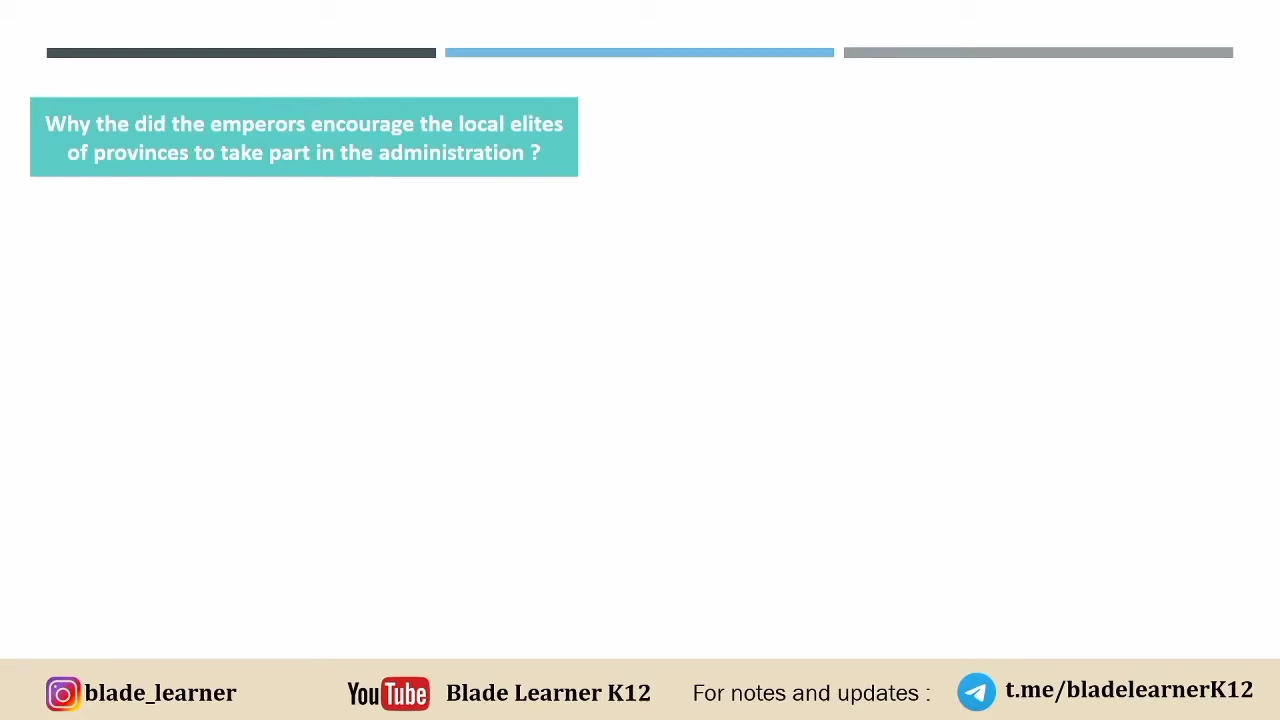 Why the did the emperors encourage the local elites
of provinces to take part in the administration ?
blade_learner
YouTube
Blade Learner K12
For notes and updates :
t.me/bladelearnerK12